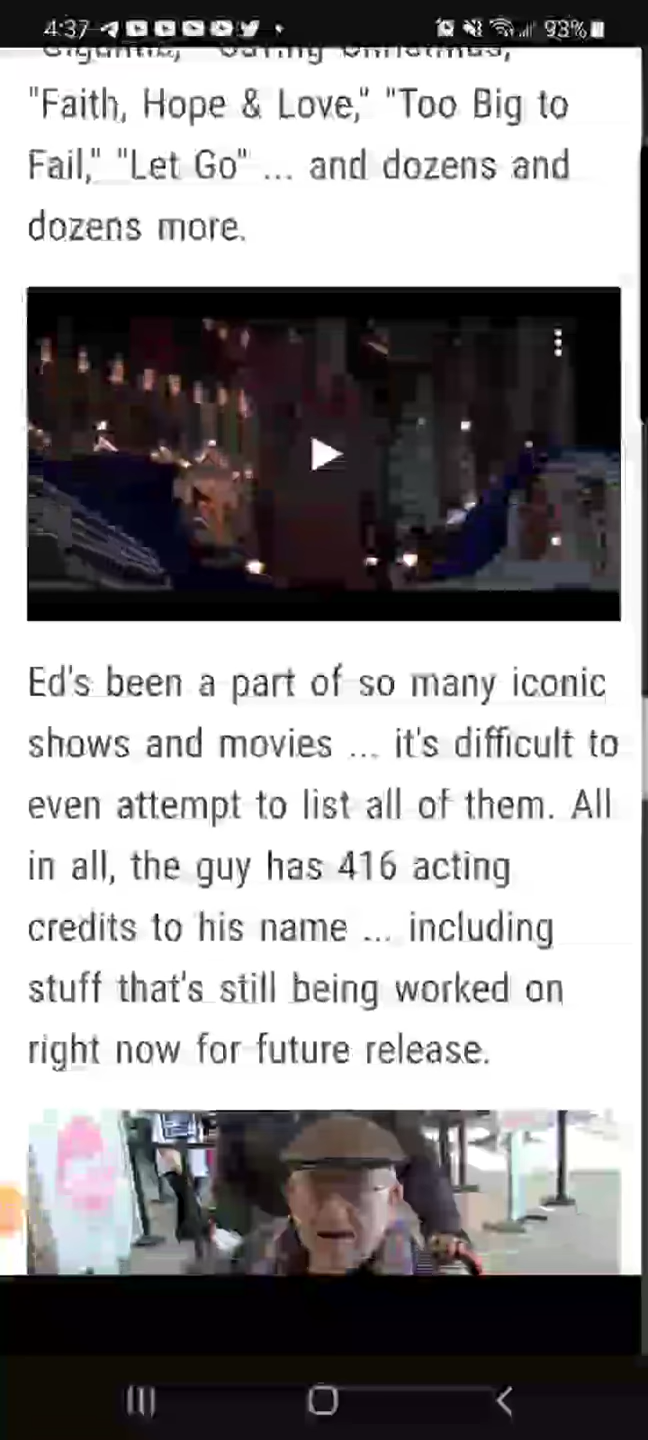 4:37
93%
"Faith, Hope & Love," "Too Big to
Fail," "Let Go" ... and dozens and
dozens more.
Ed's been a part of so many iconic
shows and movies ... it's difficult to
even attempt to list all of them. All
in all, the guy has 416 acting
credits to his name ... including
stuff that's still being worked on
right now for future release.